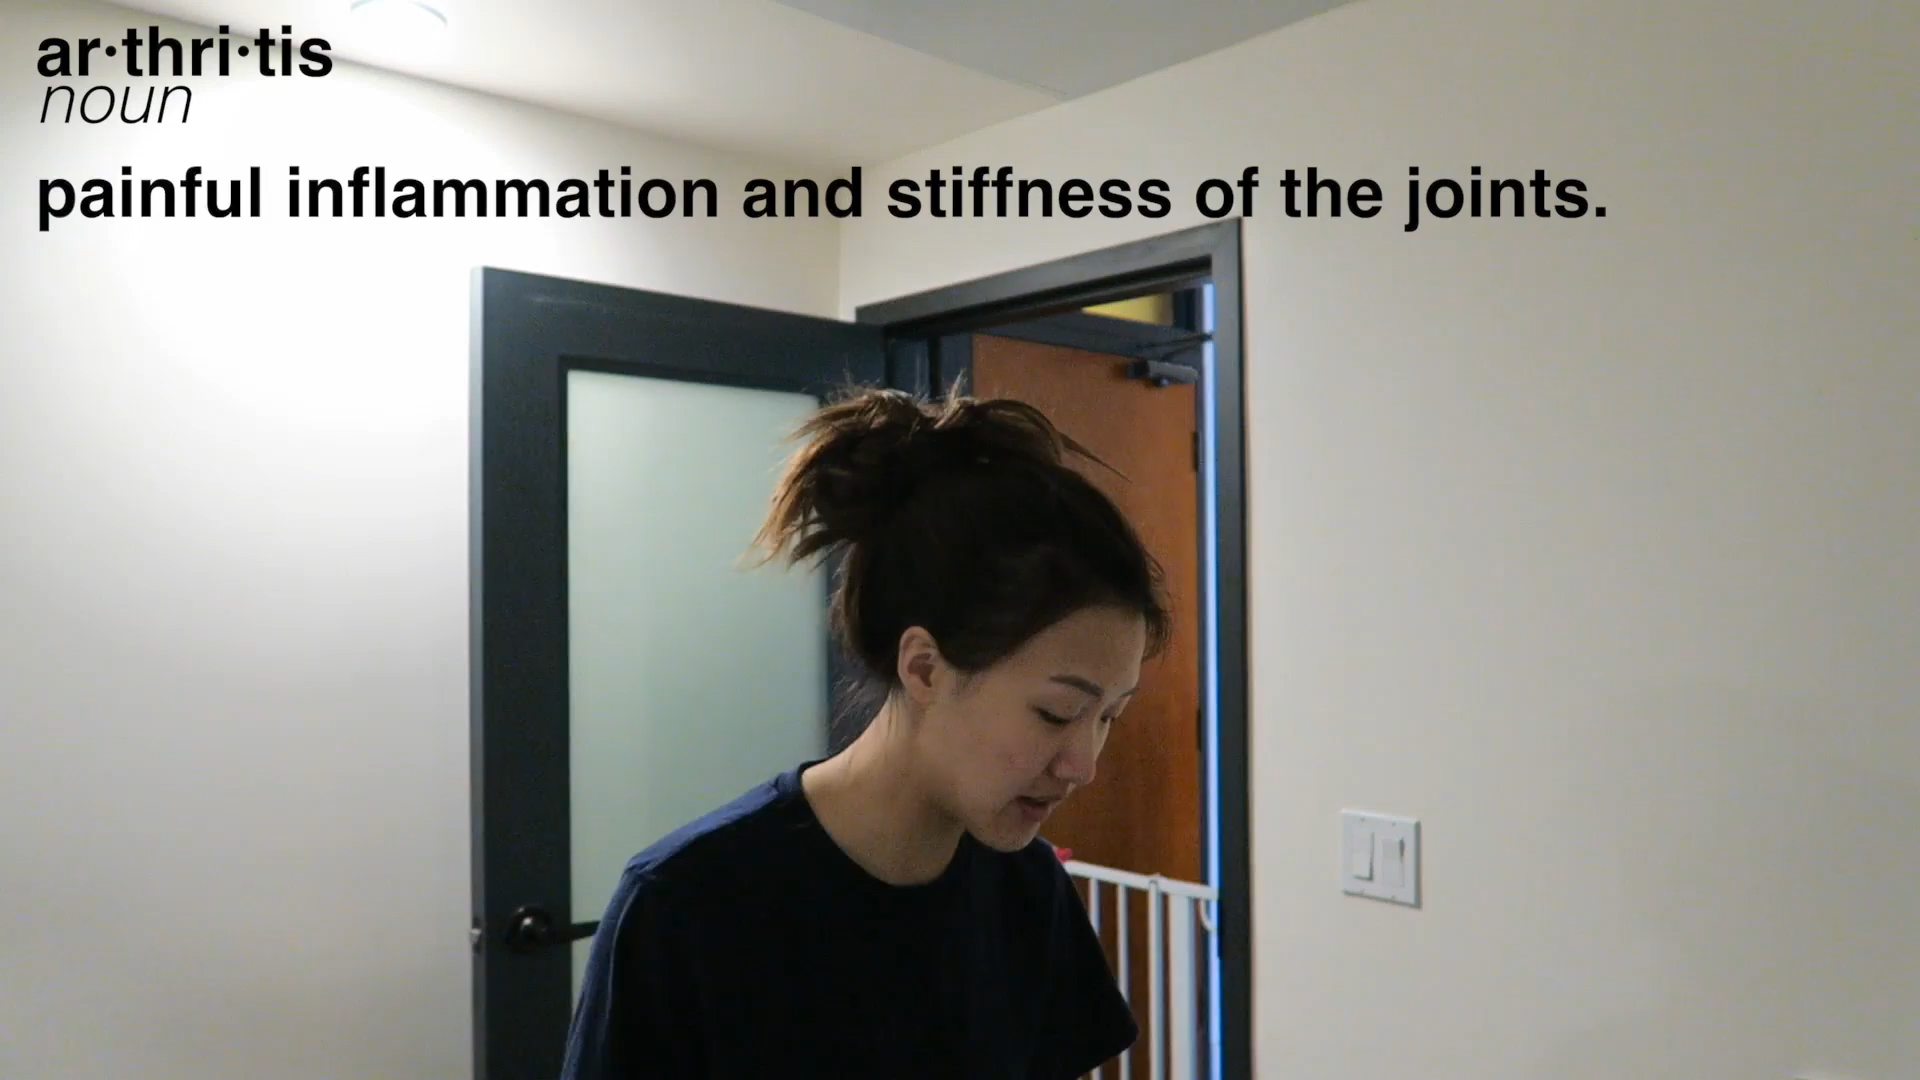 ar·thri·tis
noun
painful inflammation and stiffness of the joints.